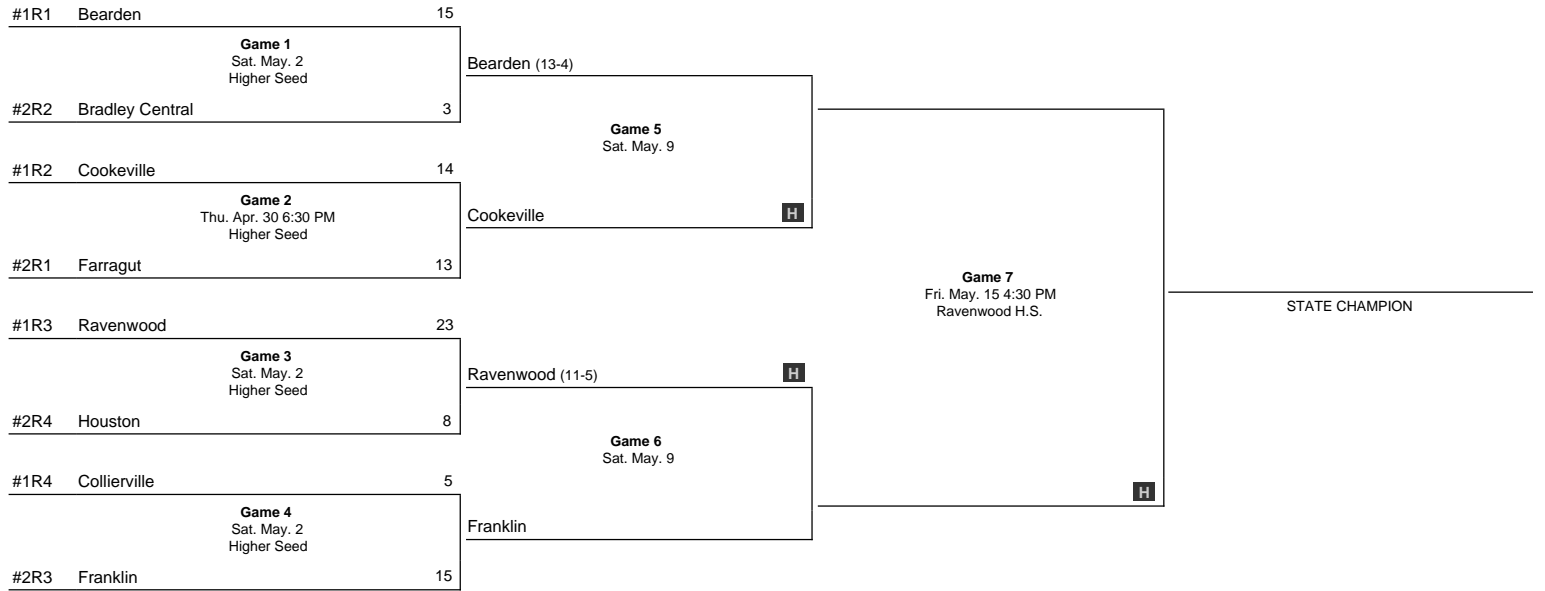 #1R1 Bearden 15
Game 1
Sat. May. 2
Higher Seed
#2R2 Bradley Central 3
#1R2 Cookeville 14
Game 2
Thu. Apr. 30 6:30 PM
Higher Seed
#2R1 Farragut 13
#1R3 Ravenwood 23
Game 3
Sat. May. 2
Higher Seed
#2R4 Houston 8
#1R4 Collierville 5
Game 4
Sat. May. 2
Higher Seed
#2R3 Franklin 15
Bearden (13-4)
Game 5
Sat. May. 9
Cookeville H
Ravenwood (11-5) H
Game 6
Sat. May. 9
Franklin
Game 7
Fri. May. 15 4:30 PM
Ravenwood H.S.
H
STATE CHAMPION